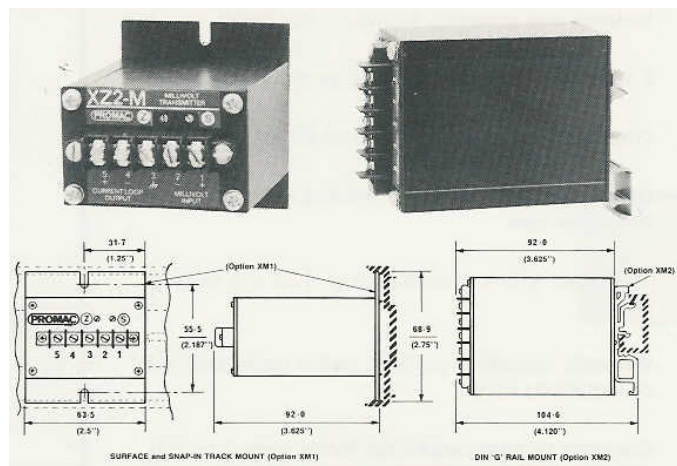 XZ2-M MILLIVOLT
TRANSMITTER
PROMAC Z 48 S
5 4 3 2 1
+ - +
CURRENT LOOP
OUTPUT
MILLIVOLT
INPUT
31·7
(1.25")
(Option XM1)
PROMAC Z S
5 4 3 2 1
55·5
(2.187")
63·5
(2.5")
92·0
(3.625")
68·9
(2.75")
92·0
(3.625")
(Option XM2)
104·6
(4.120")
SURFACE and SNAP-IN TRACK MOUNT (Option XM1)
DIN 'G' RAIL MOUNT (Option XM2)